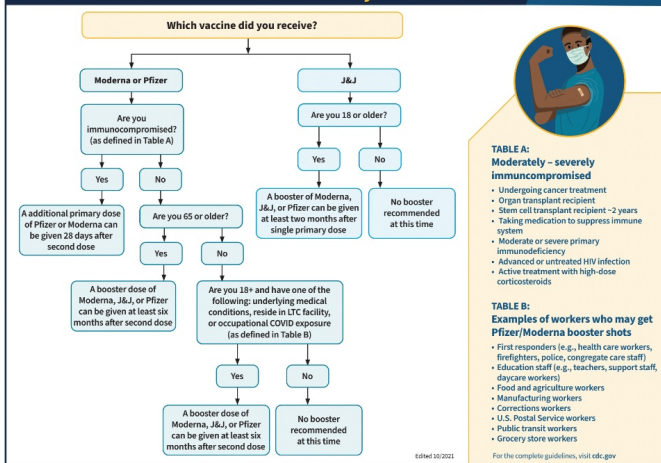 Which vaccine did you receive?
Moderna or Pfizer
J&J
Are you
immunocompromised?
(as defined in Table A)
Are you 18 or older?
Yes
No
Yes
No
A additional primary dose
of Pfizer or Moderna can
be given 28 days after
second dose
Are you 65 or older?
A booster of Moderna,
J&J, or Pfizer can be given
at least two months after
single primary dose
No booster
recommended
at this time
Yes
No
A booster dose of
Moderna, J&J, or Pfizer
can be given at least six
months after second dose
Are you 18+ and have one of the
following: underlying medical
conditions, reside in LTC facility,
or occupational COVID exposure
(as defined in Table B)
Yes
No
A booster dose of
Moderna, J&J, or Pfizer
can be given at least six
months after second dose
No booster
recommended
at this time
Edited 10/2021
TABLE A:
Moderately – severely
immuncompromised
• Undergoing cancer treatment
• Organ transplant recipient
• Stem cell transplant recipient ~2 years
• Taking medication to suppress immune
system
• Moderate or severe primary
immunodeficiency
• Advanced or untreated HIV infection
• Active treatment with high-dose
corticosteroids
TABLE B:
Examples of workers who may get
Pfizer/Moderna booster shots
• First responders (e.g., health care workers,
firefighters, police, congregate care staff)
• Education staff (e.g., teachers, support staff,
daycare workers)
• Food and agriculture workers
• Manufacturing workers
• Corrections workers
• U.S. Postal Service workers
• Public transit workers
• Grocery store workers
For the complete guidelines, visit cdc.gov